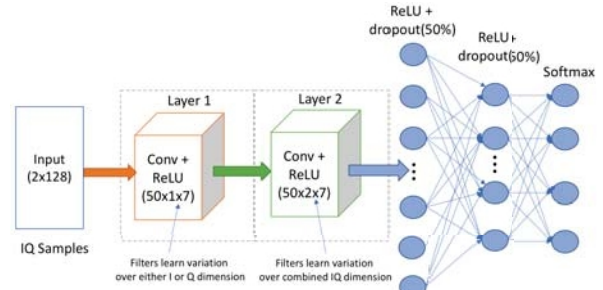 ReLU +
dropout(50%)
ReLU+
dropout(50%)
Softmax
Layer 1
Layer 2
Input
(2x128)
Conv +
ReLU
(50x1x7)
Conv +
ReLU
(50x2x7)
IQ Samples
Filters learn variation
over either I or Q dimension
Filters learn variation
over combined IQ dimension